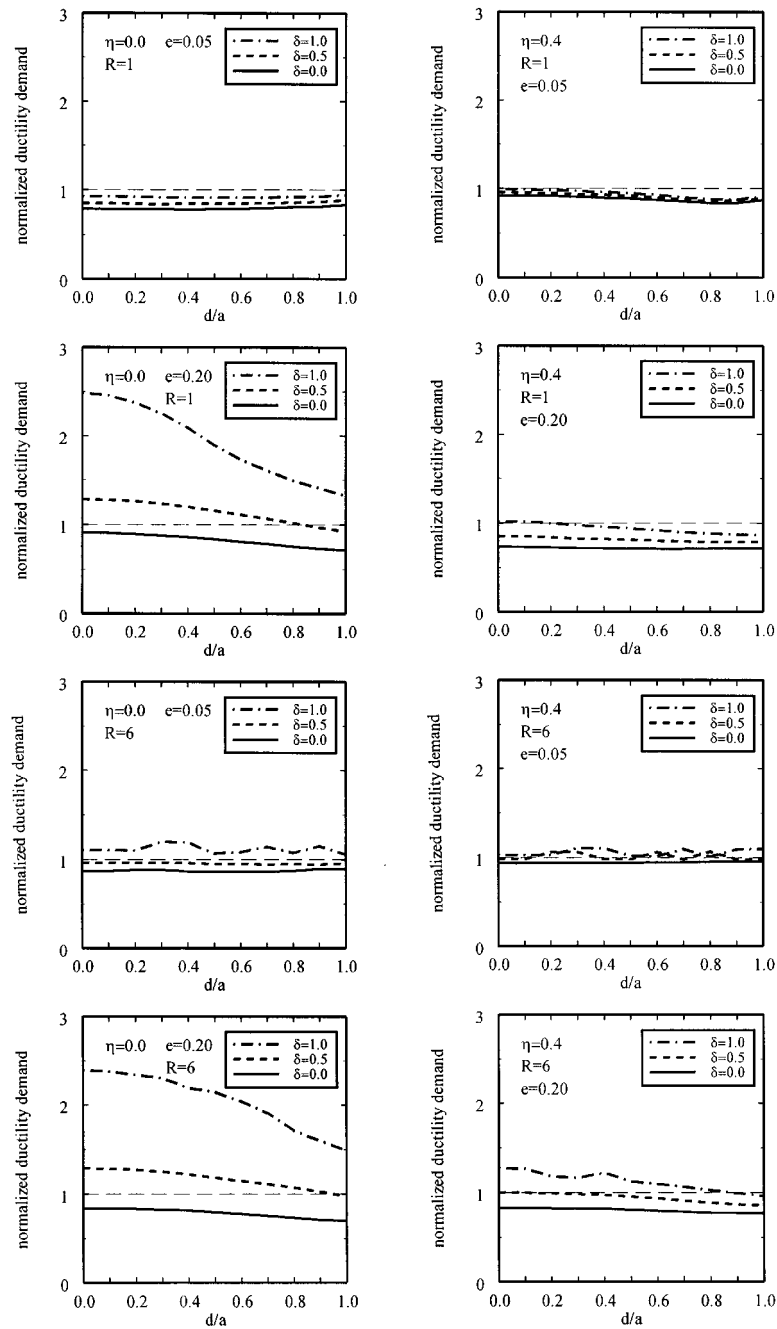 normalized ductility demand
3
2
1
0
η=0.0 e=0.05
R=1
δ=1.0
δ=0.5
δ=0.0
0.0 0.2 0.4 0.6 0.8 1.0
d/a
normalized ductility demand
3
2
1
0
η=0.4
R=1
e=0.05
δ=1.0
δ=0.5
δ=0.0
0.0 0.2 0.4 0.6 0.8 1.0
d/a
normalized ductility demand
3
2
1
0
η=0.0 e=0.20
R=1
δ=1.0
δ=0.5
δ=0.0
0.0 0.2 0.4 0.6 0.8 1.0
d/a
normalized ductility demand
3
2
1
0
η=0.4
R=1
e=0.20
δ=1.0
δ=0.5
δ=0.0
0.0 0.2 0.4 0.6 0.8 1.0
d/a
normalized ductility demand
3
2
1
0
η=0.0 e=0.05
R=6
δ=1.0
δ=0.5
δ=0.0
0.0 0.2 0.4 0.6 0.8 1.0
d/a
normalized ductility demand
3
2
1
0
η=0.4
R=6
e=0.05
δ=1.0
δ=0.5
δ=0.0
0.0 0.2 0.4 0.6 0.8 1.0
d/a
normalized ductility demand
3
2
1
0
η=0.0 e=0.20
R=6
δ=1.0
δ=0.5
δ=0.0
0.0 0.2 0.4 0.6 0.8 1.0
d/a
normalized ductility demand
3
2
1
0
η=0.4
R=6
e=0.20
δ=1.0
δ=0.5
δ=0.0
0.0 0.2 0.4 0.6 0.8 1.0
d/a